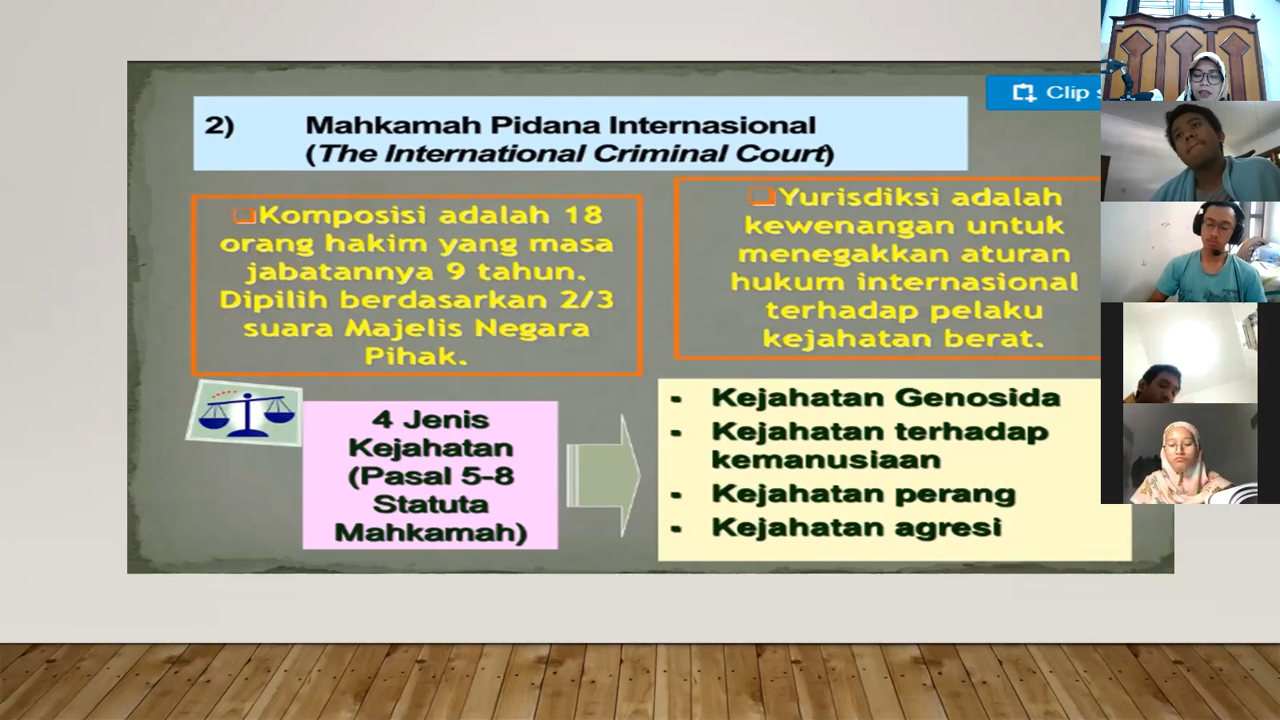 Clip
2) Mahkamah Pidana Internasional
(The International Criminal Court)
❑Komposisi adalah 18
orang hakim yang masa
jabatannya 9 tahun.
Dipilih berdasarkan 2/3
suara Majelis Negara
Pihak.
❑Yurisdiksi adalah
kewenangan untuk
menegakkan aturan
hukum internasional
terhadap pelaku
kejahatan berat.
4 Jenis
Kejahatan
(Pasal 5-8
Statuta
Mahkamah)
- Kejahatan Genosida
- Kejahatan terhadap
kemanusiaan
- Kejahatan perang
- Kejahatan agresi